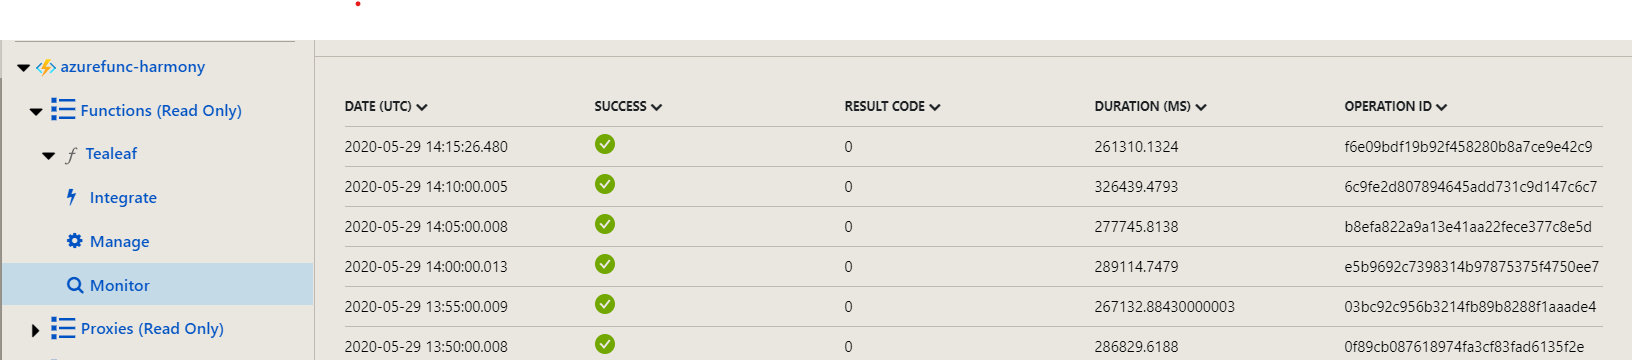 azurefunc-harmony
Functions (Read Only)
Tealeaf
Integrate
Manage
Monitor
Proxies (Read Only)
DATE (UTC) SUCCESS RESULT CODE DURATION (MS) OPERATION ID
2020-05-29 14:15:26.480 0 261310.1324 f6e09bdf19b92f458280b8a7ce9e42c9
2020-05-29 14:10:00.005 0 326439.4793 6c9fe2d807894645add731c9d147c6c7
2020-05-29 14:05:00.008 0 277745.8138 b8efa822a9a13e41aa22fece377c8e5d
2020-05-29 14:00:00.013 0 289114.7479 e5b9692c7398314b97875375f4750ee7
2020-05-29 13:55:00.009 0 267132.88430000003 03bc92c956b3214fb89b8288f1aaade4
2020-05-29 13:50:00.008 0 286829.6188 0f89cb087618974fa3cf83fad6135f2e